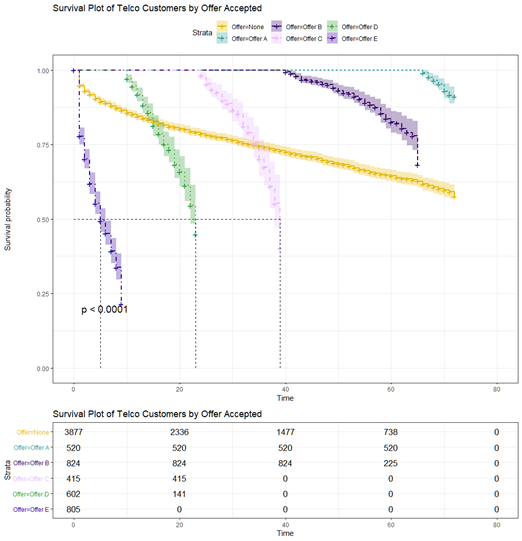 Survival Plot of Telco Customers by Offer Accepted
Strata
Offer=None Offer=Offer B Offer=Offer D
Offer=Offer A Offer=Offer C Offer=Offer E
1.00
0.75
0.50
0.25
0.00
Survival probability
p < 0.0001
0 20 40 60 80
Time
Survival Plot of Telco Customers by Offer Accepted
Strata
Offer=None 3877 2336 1477 738 0
Offer=Offer A 520 520 520 520 0
Offer=Offer B 824 824 824 225 0
Offer=Offer C 415 415 0 0 0
Offer=Offer D 602 141 0 0 0
Offer=Offer E 805 0 0 0 0
0 20 40 60 80
Time